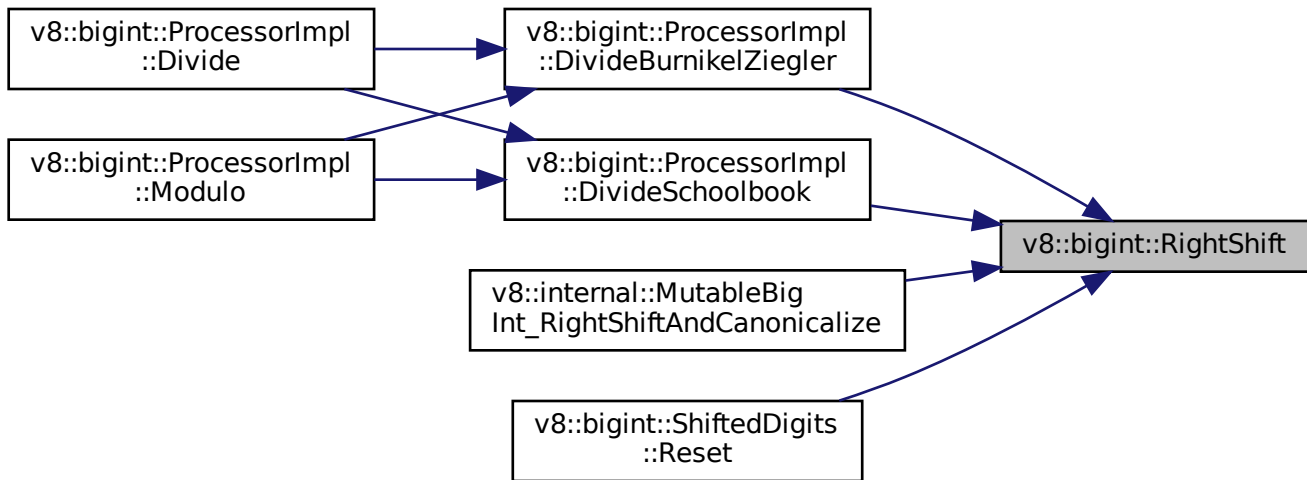 v8::bigint::ProcessorImpl
::Divide
v8::bigint::ProcessorImpl
::DivideBurnikelZiegler
v8::bigint::ProcessorImpl
::Modulo
v8::bigint::ProcessorImpl
::DivideSchoolbook
v8::bigint::RightShift
v8::internal::MutableBig
Int_RightShiftAndCanonicalize
v8::bigint::ShiftedDigits
::Reset